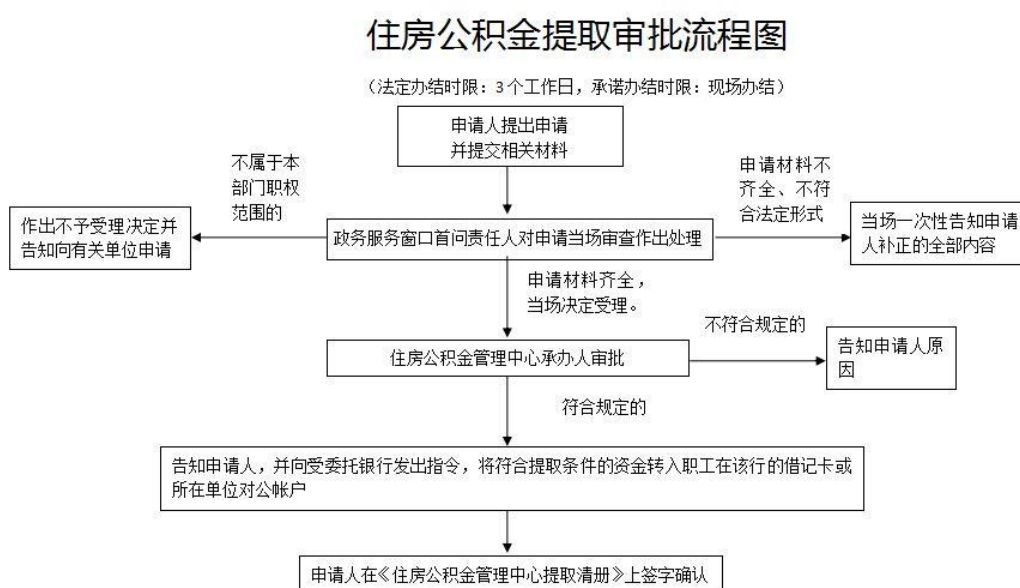 住房公积金提取审批流程图
（法定办结时限：3个工作日，承诺办结时限：现场办结）
申请人提出申请
并提交相关材料
不属于本
部门职权
范围的
申请材料不
齐全、不符
合法定形式
作出不予受理决定并
告知向有关单位申请
政务服务窗口首问责任人对申请当场审查作出处理
当场一次性告知申请
人补正的全部内容
申请材料齐全，
当场决定受理。
不符合规定的
住房公积金管理中心承办人审批
告知申请人原
因
符合规定的
告知申请人，并向受委托银行发出指令，将符合提取条件的资金转入职工在该行的借记卡或
所在单位对公帐户
申请人在《住房公积金管理中心提取清册》上签字确认